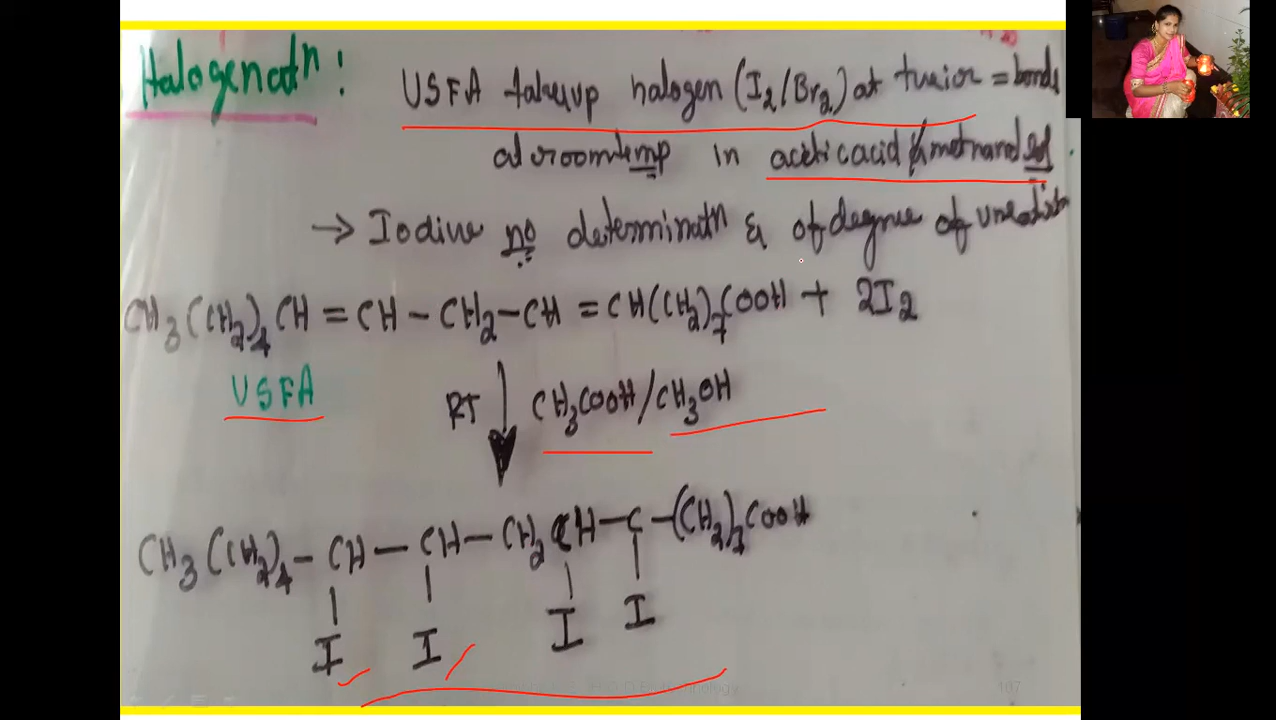 Halogenatⁿ :
USFA takeup halogen (I₂/Br₂) at their = bonds
at room temp in acetic acid / methanol
→ Iodine no determinatⁿ & of degree of
CH₃(CH₂)₄CH = CH – CH₂ – CH = CH(CH₂)₇COOH + 2I₂
USFA
RT CH₃COOH/CH₃OH
CH₃(CH₂)₄ – CH – CH – CH₂ CH – C – (CH₂)₇COOH
I I I I
107